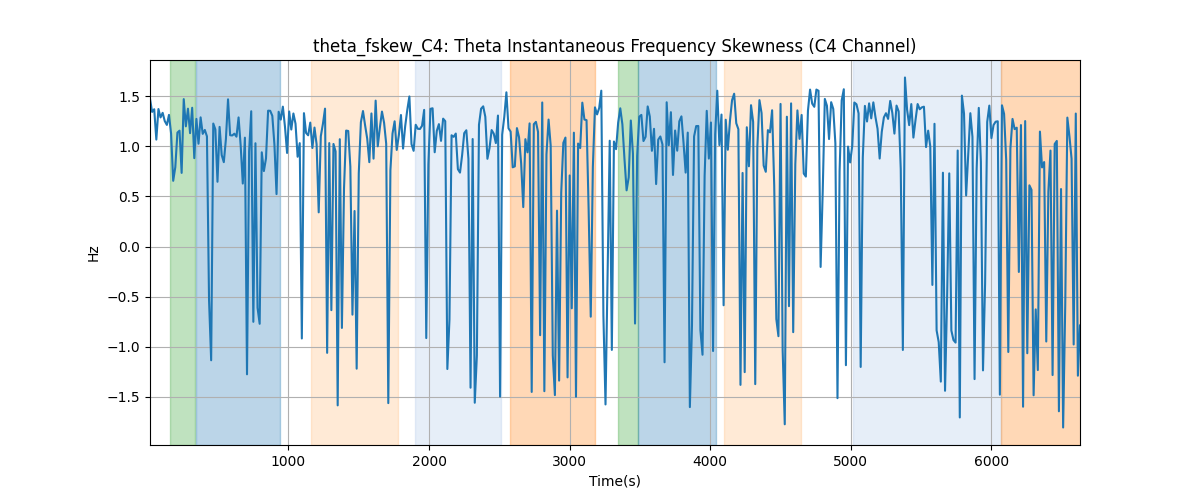 theta_fskew_C4: Theta Instantaneous Frequency Skewness (C4 Channel)
1.5
1.0
0.5
0.0
−0.5
−1.0
−1.5
Hz
1000 2000 3000 4000 5000 6000
Time(s)